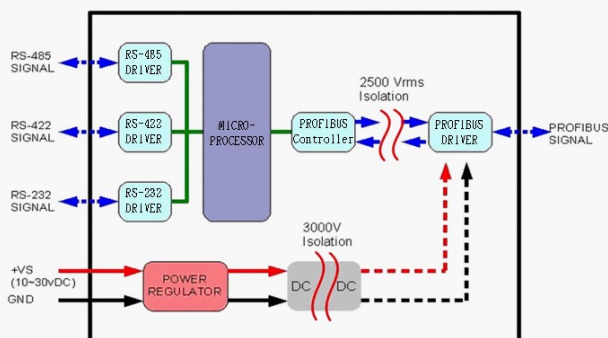 RS-485
SIGNAL
RS-485
DRIVER
RS-422
SIGNAL
RS-422
DRIVER
RS-232
SIGNAL
RS-232
DRIVER
MICRO-
PROCESSOR
PROFIBUS
Controller
2500 Vrms
Isolation
PROFIBUS
DRIVER
PROFIBUS
SIGNAL
+VS
(10~30vDC)
GND
POWER
REGULATOR
3000V
Isolation
DC DC